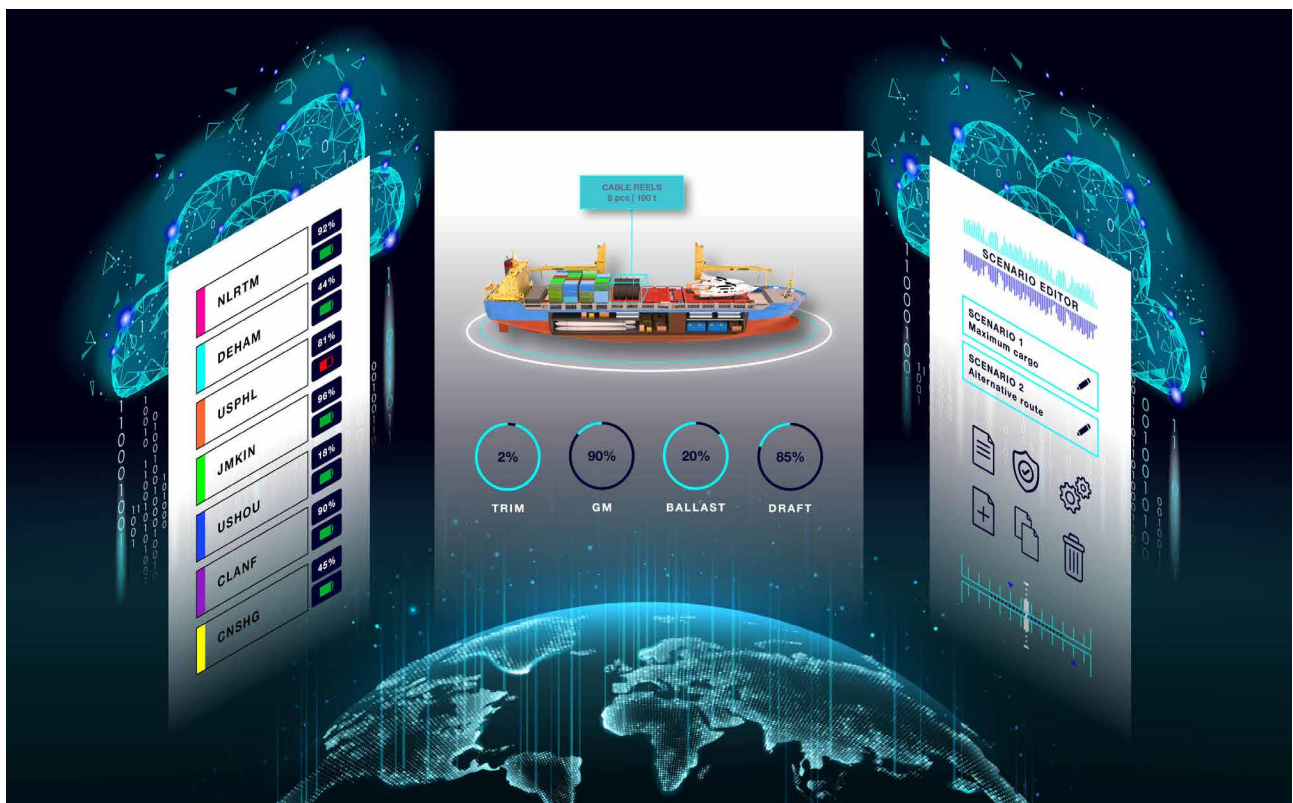 NLRTM 92%
DEHAM 44%
USPHL 81%
JMKIN 96%
USHOU 18%
CLANF 90%
CNSHG 45%
CABLE REELS
8 pcs | 100 t
2%
TRIM
90%
GM
20%
BALLAST
85%
DRAFT
SCENARIO EDITOR
SCENARIO 1
Maximum cargo
SCENARIO 2
Alternative route